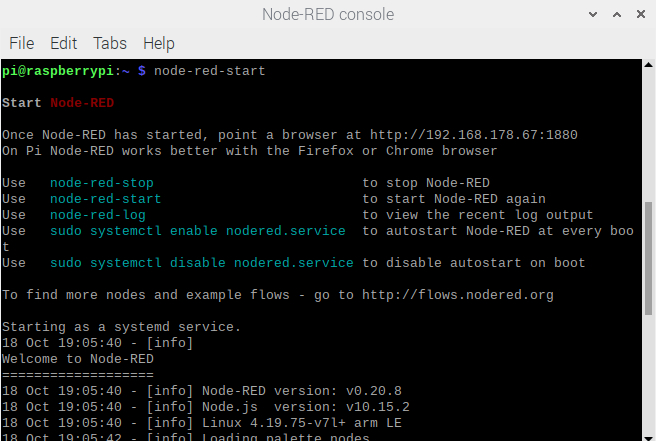 Node-RED console
File Edit Tabs Help
pi@raspberrypi:~ $ node-red-start
Start Node-RED
Once Node-RED has started, point a browser at http://192.168.178.67:1880
On Pi Node-RED works better with the Firefox or Chrome browser
Use   node-red-stop                          to stop Node-RED
Use   node-red-start                         to start Node-RED again
Use   node-red-log                           to view the recent log output
Use   sudo systemctl enable nodered.service  to autostart Node-RED at every boo
t
Use   sudo systemctl disable nodered.service to disable autostart on boot
To find more nodes and example flows - go to http://flows.nodered.org
Starting as a systemd service.
18 Oct 19:05:40 - [info]
Welcome to Node-RED
===================
18 Oct 19:05:40 - [info] Node-RED version: v0.20.8
18 Oct 19:05:40 - [info] Node.js  version: v10.15.2
18 Oct 19:05:40 - [info] Linux 4.19.75-v7l+ arm LE
18 Oct 19:05:42 - [info] Loading palette nodes